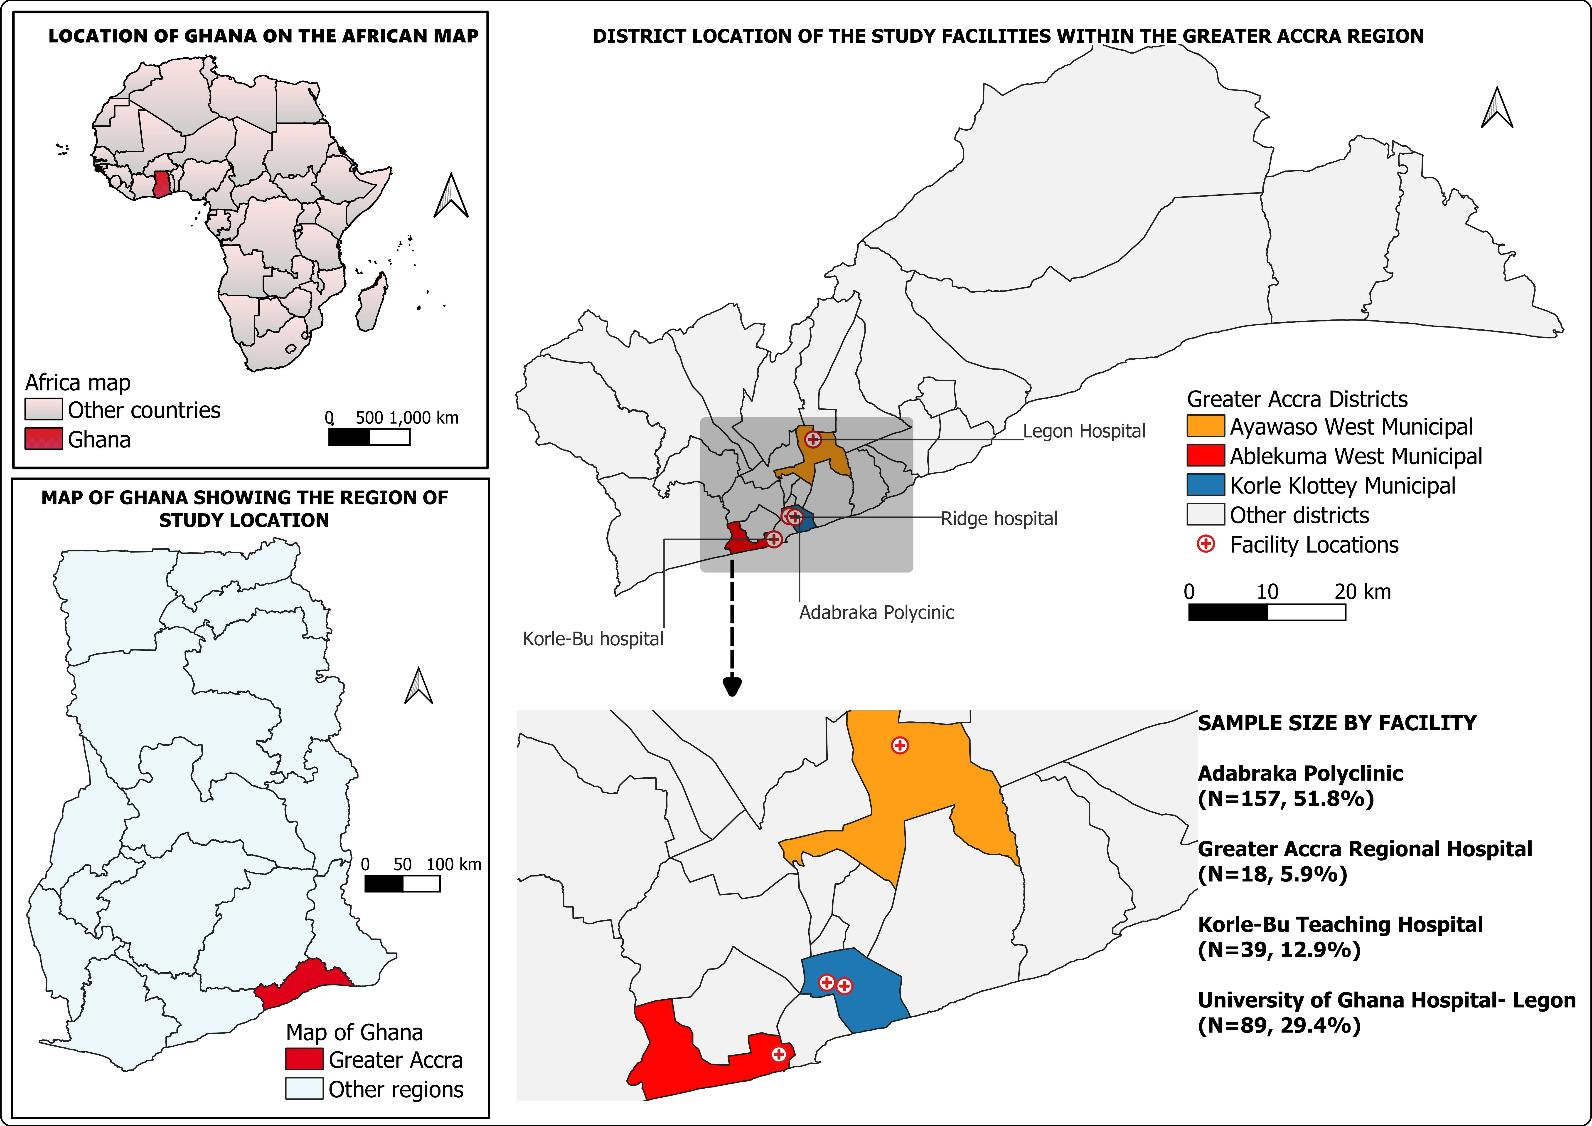 LOCATION OF GHANA ON THE AFRICAN MAP
Africa map
Other countries
Ghana
0 500 1,000 km
MAP OF GHANA SHOWING THE REGION OF
STUDY LOCATION
0 50 100 km
Map of Ghana
Greater Accra
Other regions
DISTRICT LOCATION OF THE STUDY FACILITIES WITHIN THE GREATER ACCRA REGION
Legon Hospital
Ridge hospital
Adabraka Polycinic
Korle-Bu hospital
Greater Accra Districts
Ayawaso West Municipal
Ablekuma West Municipal
Korle Klottey Municipal
Other districts
Facility Locations
0 10 20 km
SAMPLE SIZE BY FACILITY
Adabraka Polyclinic
(N=157, 51.8%)
Greater Accra Regional Hospital
(N=18, 5.9%)
Korle-Bu Teaching Hospital
(N=39, 12.9%)
University of Ghana Hospital- Legon
(N=89, 29.4%)